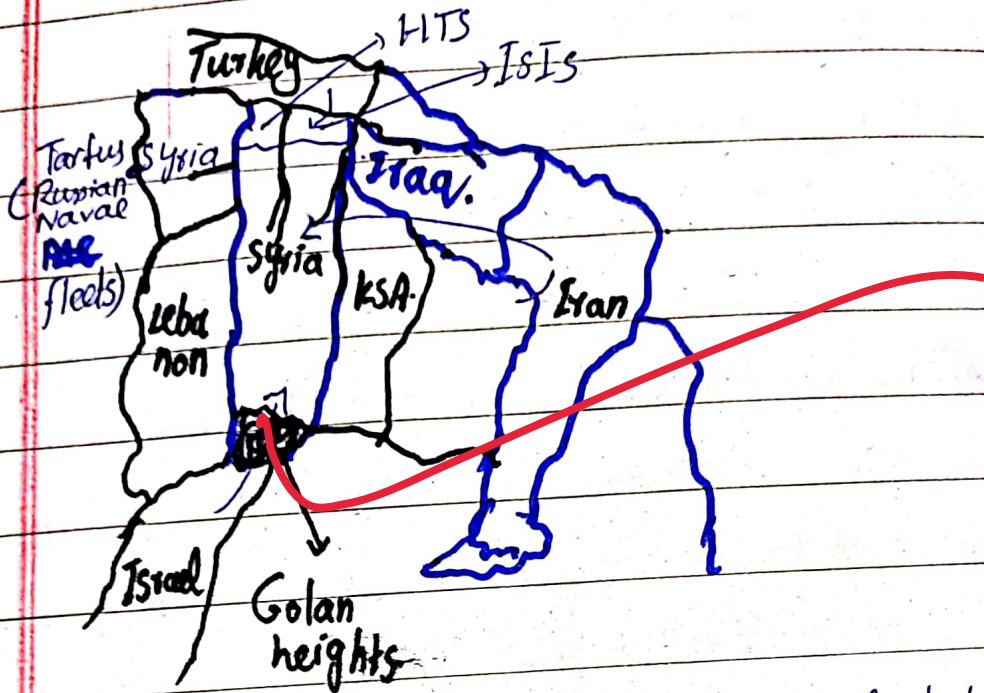 HTS
Turkey
ISIS
Tartus
Syria
(Russian
Naval
fleets)
Iraq.
Syria
KSA.
Iran
Leba
non
Israel
Golan
heights